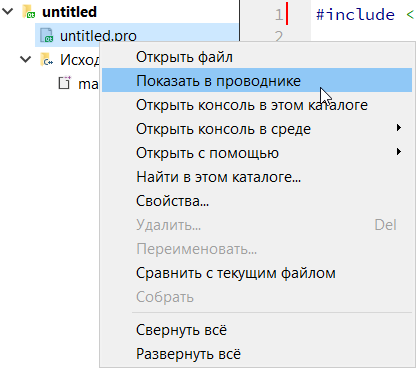 untitled
1
#include <
untitled.pro
2
Исход
ma
Открыть файл
Показать в проводнике
Открыть консоль в этом каталоге
Открыть консоль в среде
Открыть с помощью
Найти в этом каталоге...
Свойства...
Удалить... Del
Переименовать...
Сравнить с текущим файлом
Собрать
Свернуть всё
Развернуть всё